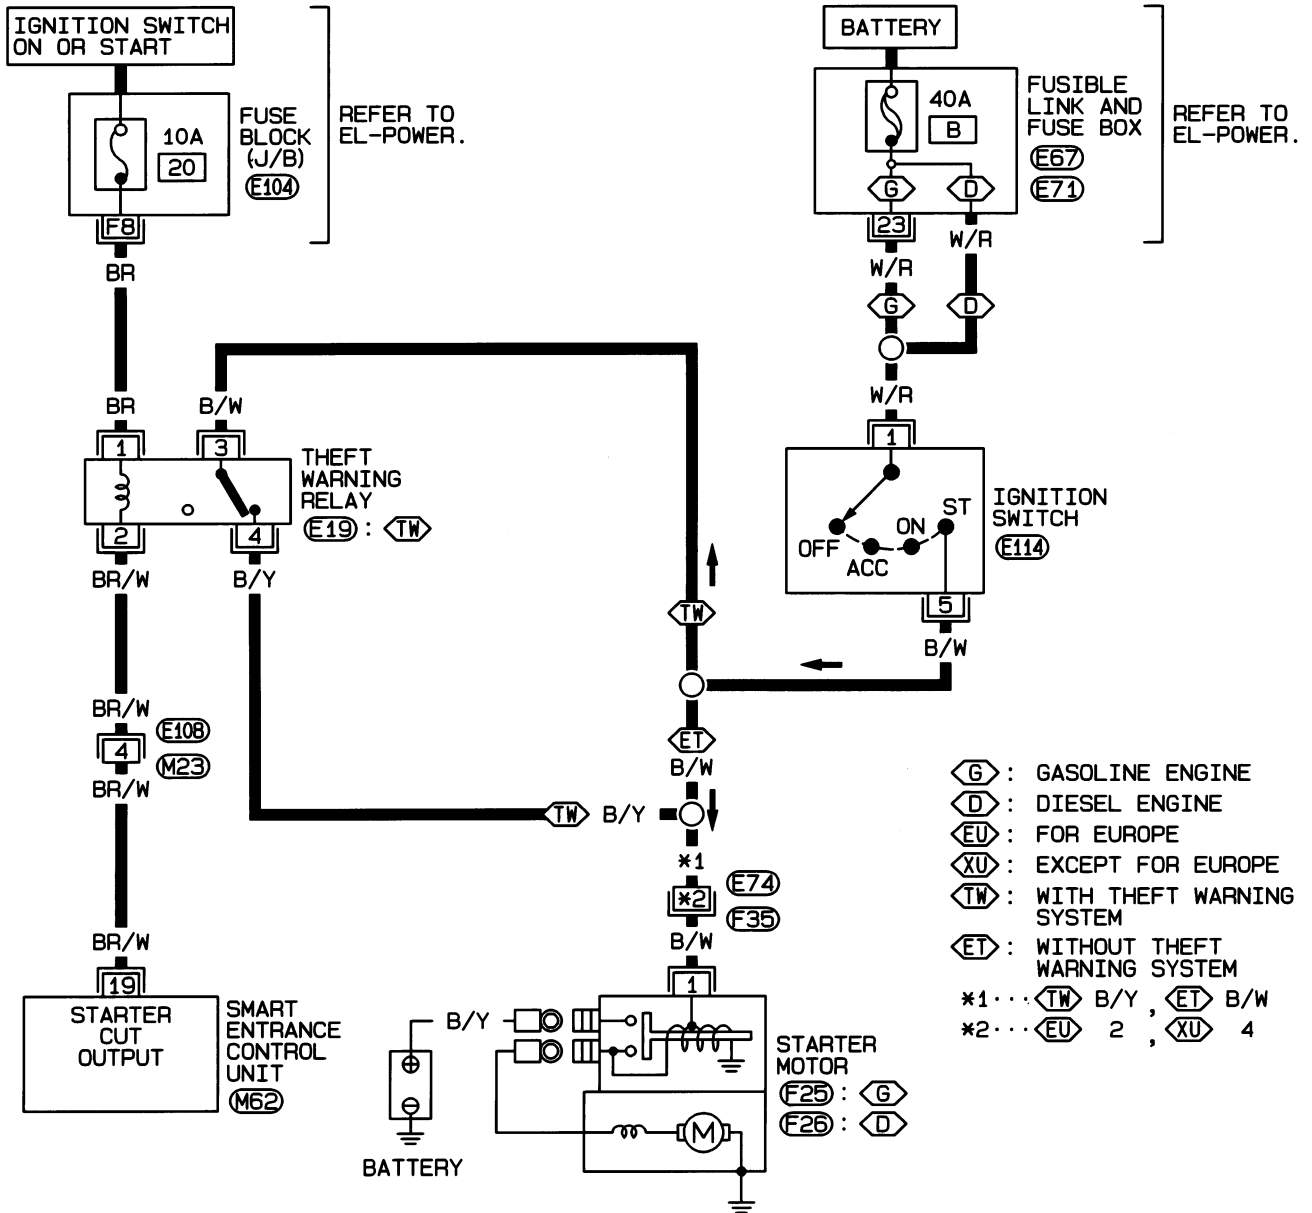 IGNITION SWITCH
ON OR START
10A
20
FUSE
BLOCK
(J/B)
E104
REFER TO
EL-POWER.
F8
BR
BATTERY
40A
B
FUSIBLE
LINK AND
FUSE BOX
E67
E71
REFER TO
EL-POWER.
G
D
23
W/R
W/R
G
D
W/R
BR
B/W
1
3
THEFT
WARNING
RELAY
E19 : TW
2
4
BR/W
B/Y
1
OFF
ACC
ON
ST
IGNITION
SWITCH
E114
5
B/W
TW
ET
B/W
BR/W
4
E108
M23
BR/W
TW
B/Y
*1
*2
E74
F35
B/W
1
BR/W
19
STARTER
CUT
OUTPUT
SMART
ENTRANCE
CONTROL
UNIT
M62
B/Y
BATTERY
M
STARTER
MOTOR
F25 : G
F26 : D
G : GASOLINE ENGINE
D : DIESEL ENGINE
EU : FOR EUROPE
XU : EXCEPT FOR EUROPE
TW : WITH THEFT WARNING
SYSTEM
ET : WITHOUT THEFT
WARNING SYSTEM
*1··· TW B/Y , ET B/W
*2··· EU 2 , XU 4